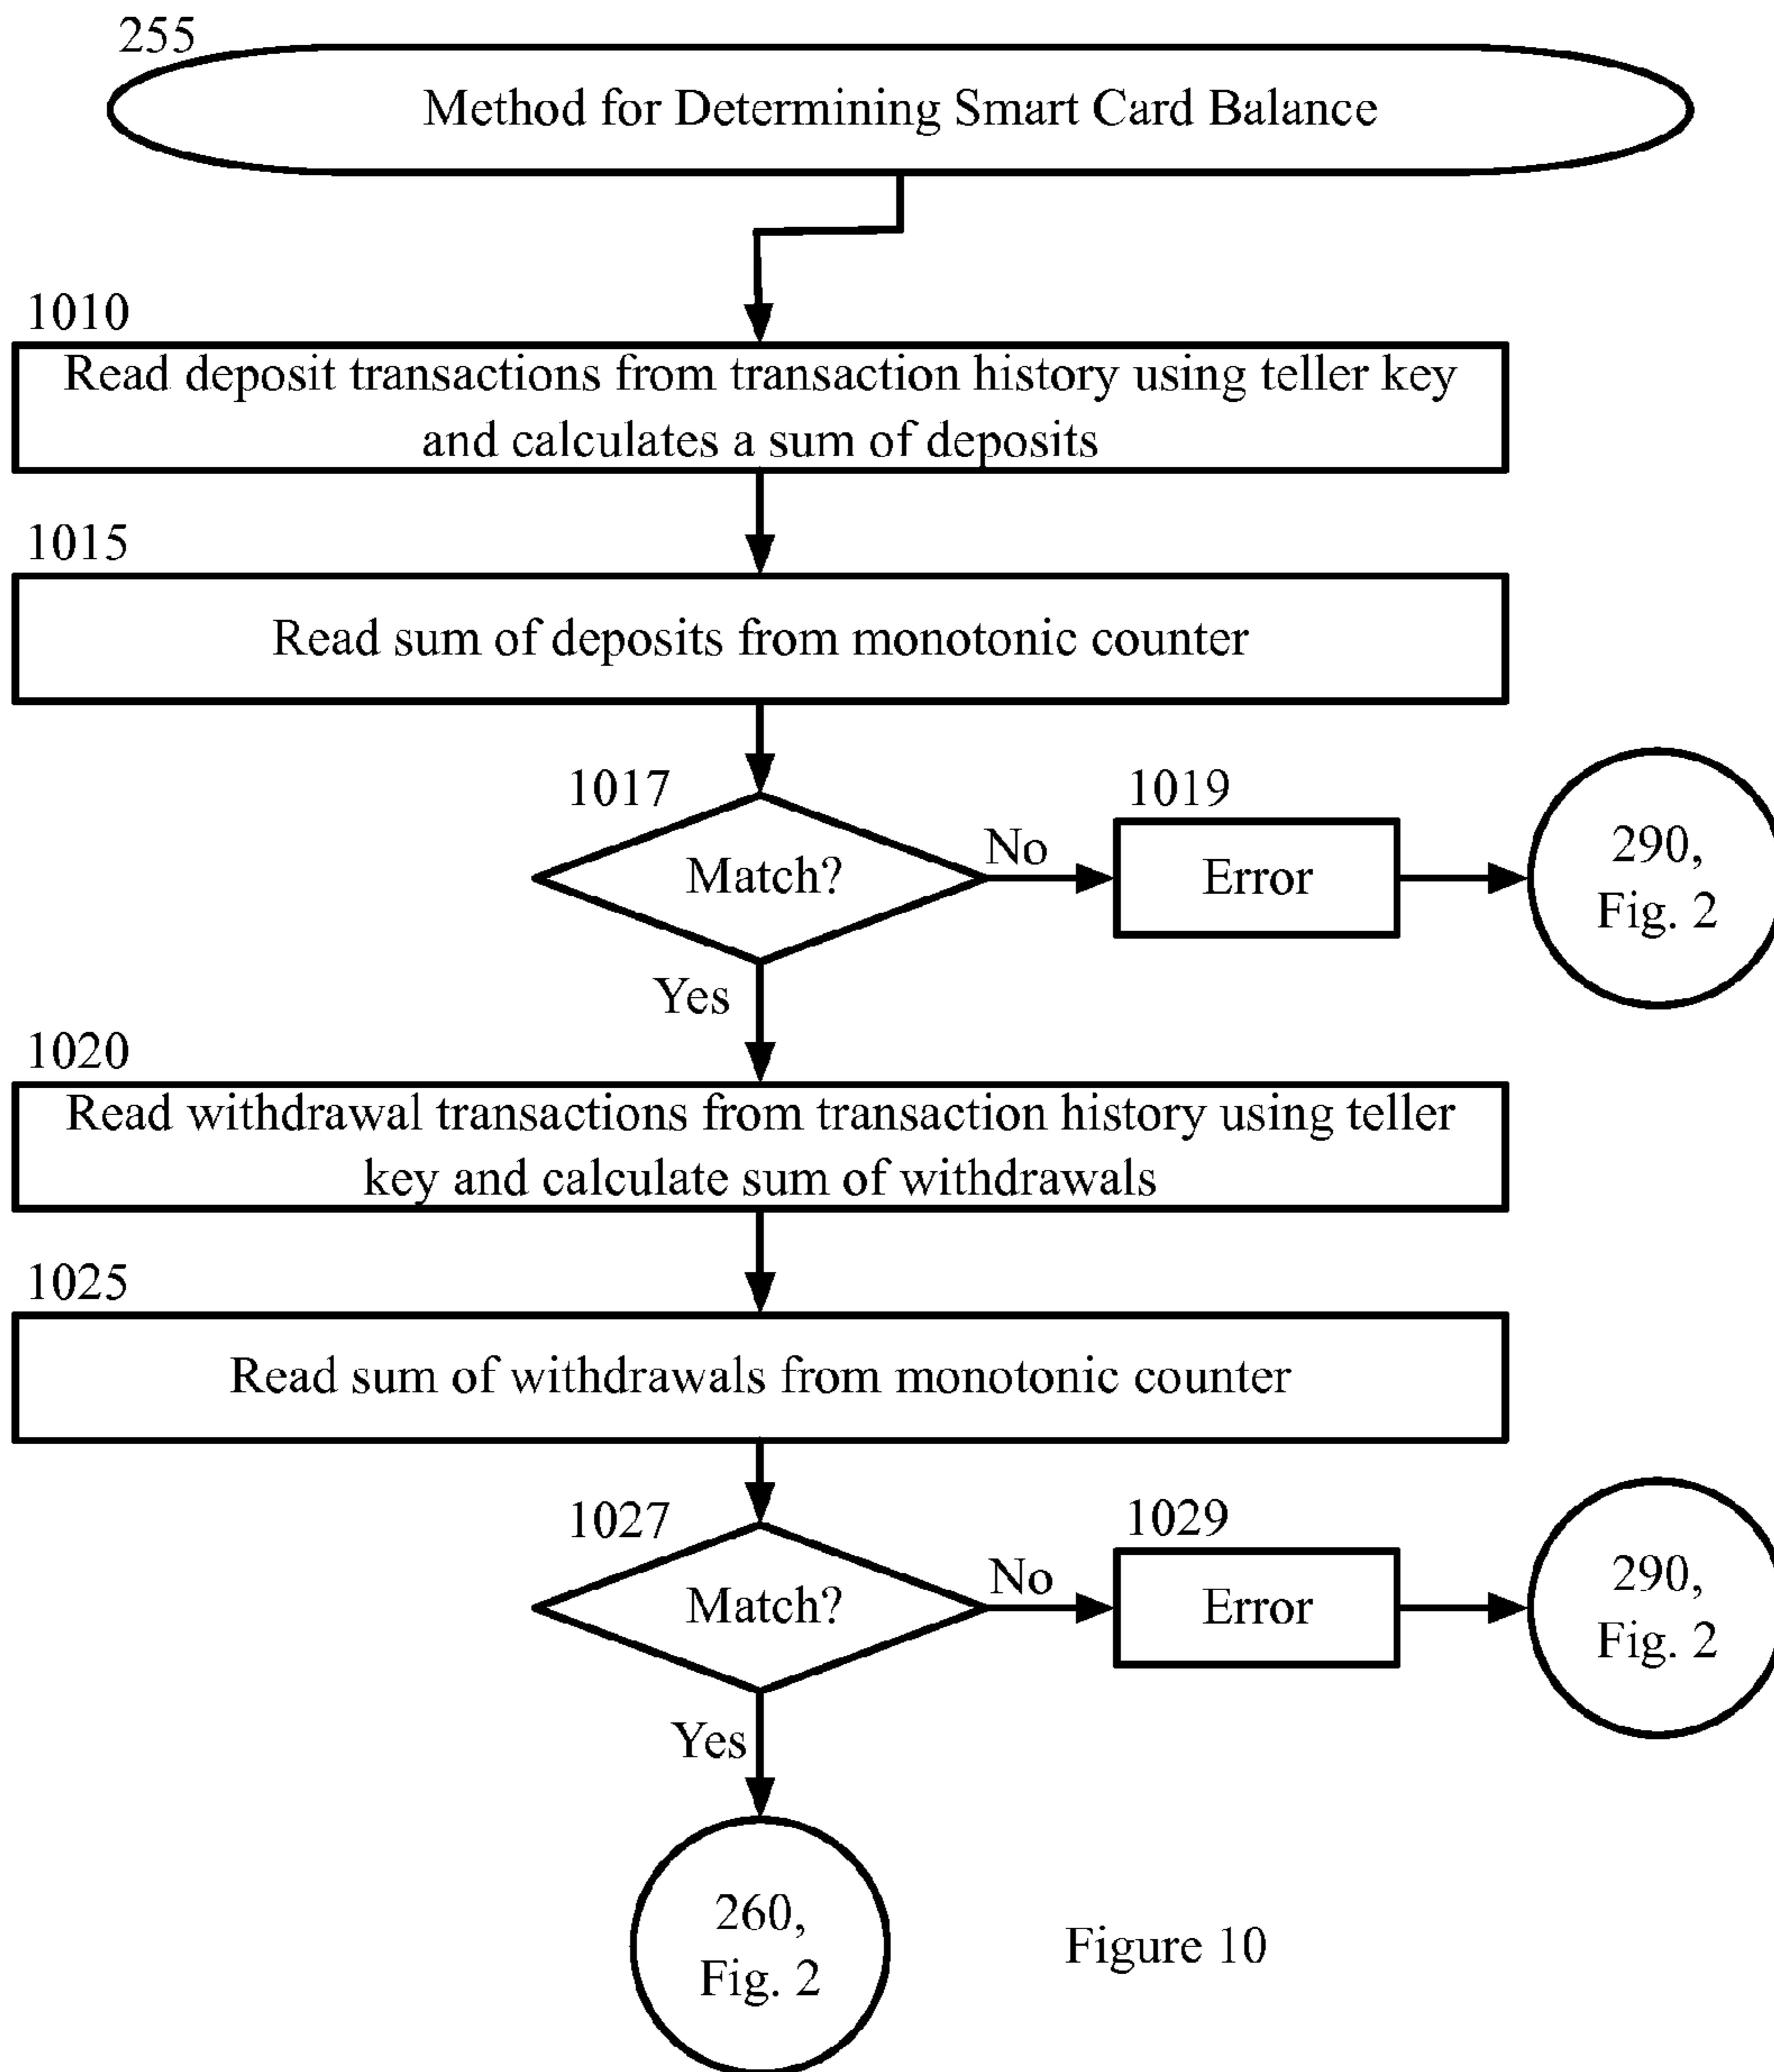 255
Method for Determining Smart Card Balance
1010
Read deposit transactions from transaction history using teller key
and calculates a sum of deposits
1015
Read sum of deposits from monotonic counter
1017
Match?
No
1019
Error
290,
Fig. 2
Yes
1020
Read withdrawal transactions from transaction history using teller
key and calculate sum of withdrawals
1025
Read sum of withdrawals from monotonic counter
1027
Match?
No
1029
Error
290,
Fig. 2
Yes
260,
Fig. 2
Figure 10